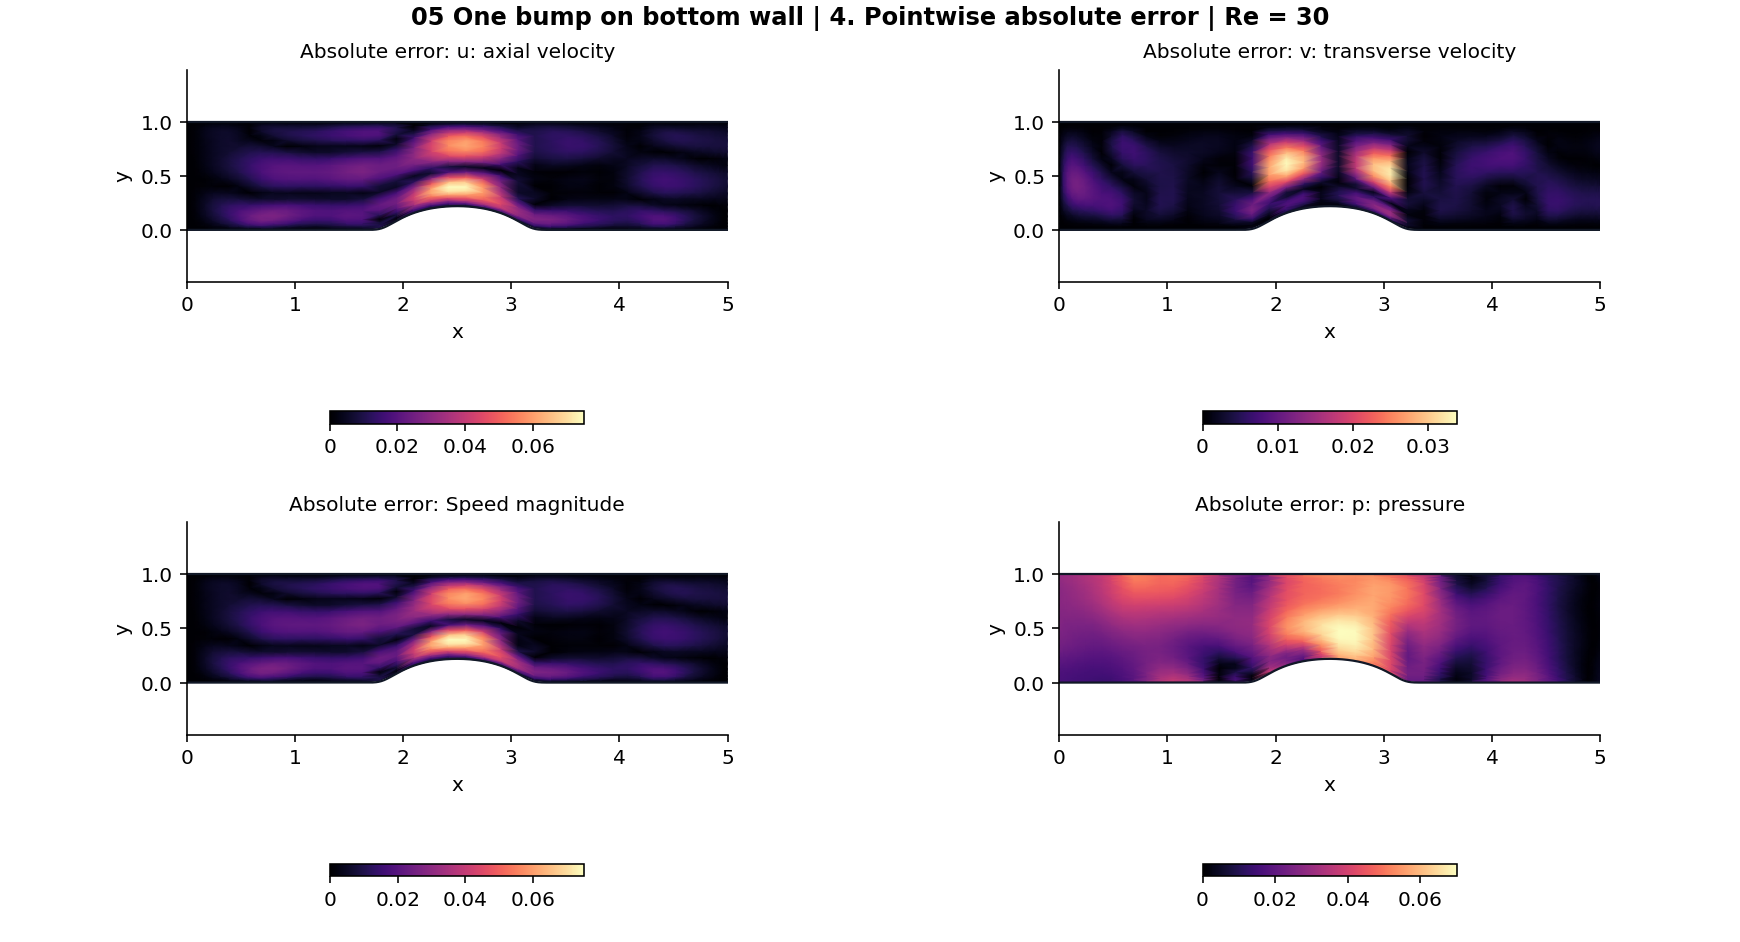 05 One bump on bottom wall | 4. Pointwise absolute error | Re = 30
Absolute error: u: axial velocity
1.0
0.5
0.0
y
0 1 2 3 4 5
x
0 0.02 0.04 0.06
Absolute error: v: transverse velocity
1.0
0.5
0.0
y
0 1 2 3 4 5
x
0 0.01 0.02 0.03
Absolute error: Speed magnitude
1.0
0.5
0.0
y
0 1 2 3 4 5
x
0 0.02 0.04 0.06
Absolute error: p: pressure
1.0
0.5
0.0
y
0 1 2 3 4 5
x
0 0.02 0.04 0.06